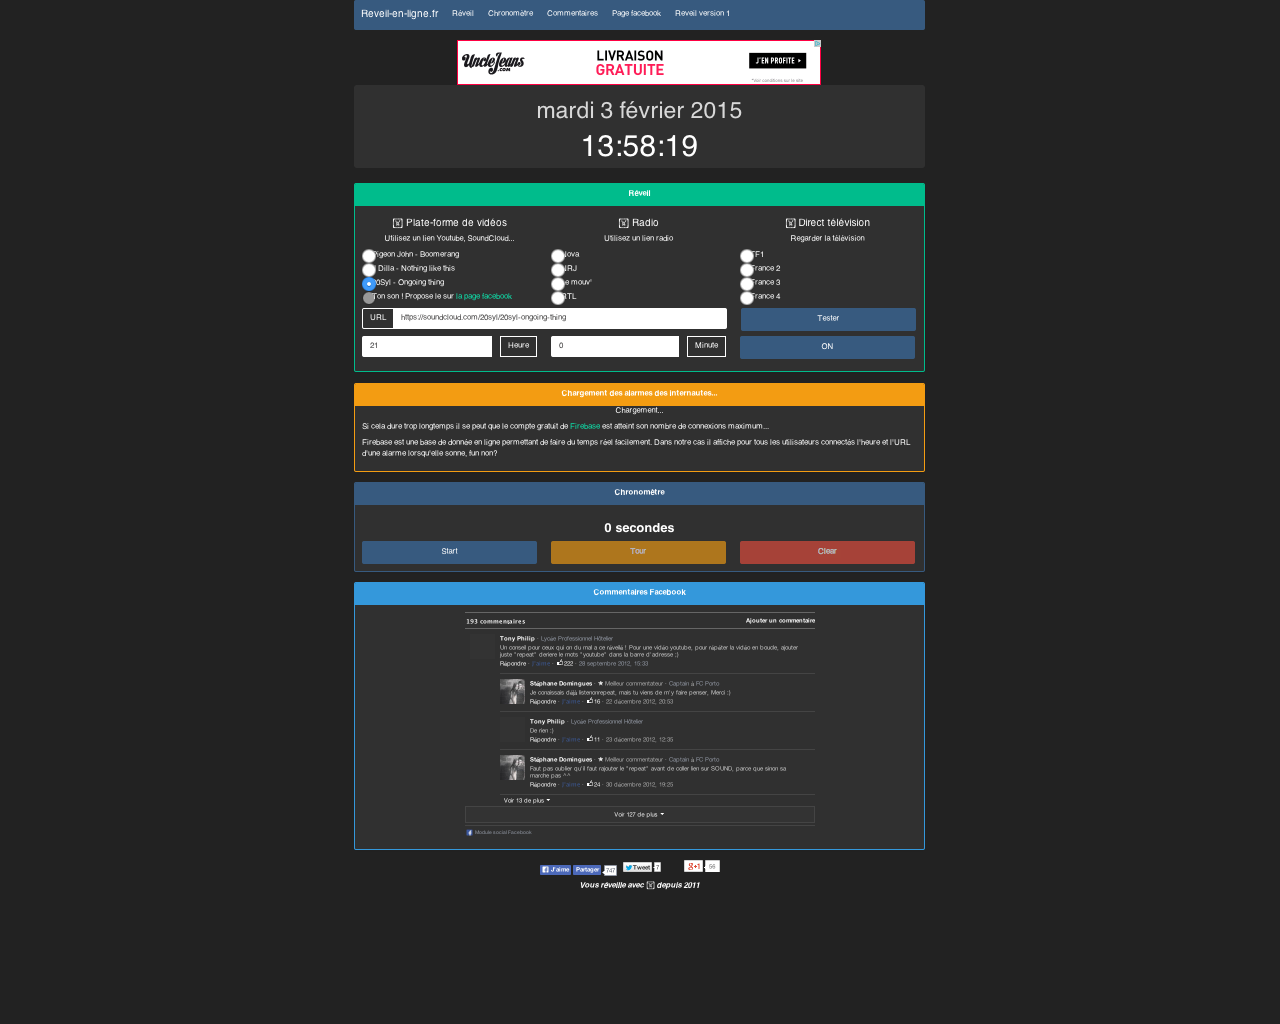 Reveil-en-ligne.fr Réveil Chronomètre Commentaires Page facebook Reveil version 1
UncleJeans .COM LIVRAISON GRATUITE J'EN PROFITE
*Voir conditions sur le site
mardi 3 février 2015
13:58:19
Réveil
Plate-forme de vidéos Radio Direct télévision
Utilisez un lien Youtube, SoundCloud... Utilisez un lien radio Regarder la télévision
Pigeon John - Boomerang Nova TF1
J Dilla - Nothing like this NRJ France 2
20Syl - Ongoing thing Le mouv' France 3
Ton son ! Propose le sur la page facebook RTL France 4
URL https://soundcloud.com/20syl/20syl-ongoing-thing Tester
21 Heure 0 Minute ON
Chargement des alarmes des internautes...
Chargement...
Si cela dure trop longtemps il se peut que le compte gratuit de Firebase est atteint son nombre de connexions maximum...
Firebase est une base de donnée en ligne permettant de faire du temps réel facilement. Dans notre cas il affiche pour tous les utilisateurs connectés l'heure et l'URL
d'une alarme lorsqu'elle sonne, fun non?
Chronomètre
0 secondes
Start Tour Clear
Commentaires Facebook
193 commentaires Ajouter un commentaire
Tony Philip · Lycée Professionnel Hôtelier
Un conseil pour ceux qui on du mal a ce réveilé ! Pour une vidéo youtube, pour répéter la vidéo en boucle, ajouter
juste "repeat" deriere le mots "youtube" dans la barre d'adresse :)
Répondre · J'aime · 222 · 28 septembre 2012, 19:33
Stéphane Domingues · Meilleur commentateur · Captain à FC Porto
Je conaissais déjà listenonrepeat, mais tu viens de m'y faire penser, Merci :)
Répondre · J'aime · 16 · 22 décembre 2012, 20:53
Tony Philip · Lycée Professionnel Hôtelier
De rien :)
Répondre · J'aime · 11 · 23 décembre 2012, 12:35
Stéphane Domingues · Meilleur commentateur · Captain à FC Porto
Faut pas oublier qu'il faut rajouter le "repeat" avant de coller lien sur SOUND, parce que sinon sa
marche pas ^^
Répondre · J'aime · 24 · 30 décembre 2012, 19:25
Voir 13 de plus
Voir 127 de plus
Module social Facebook
J'aime Partager 747 Tweet 7 +1 56
Vous réveille avec depuis 2011